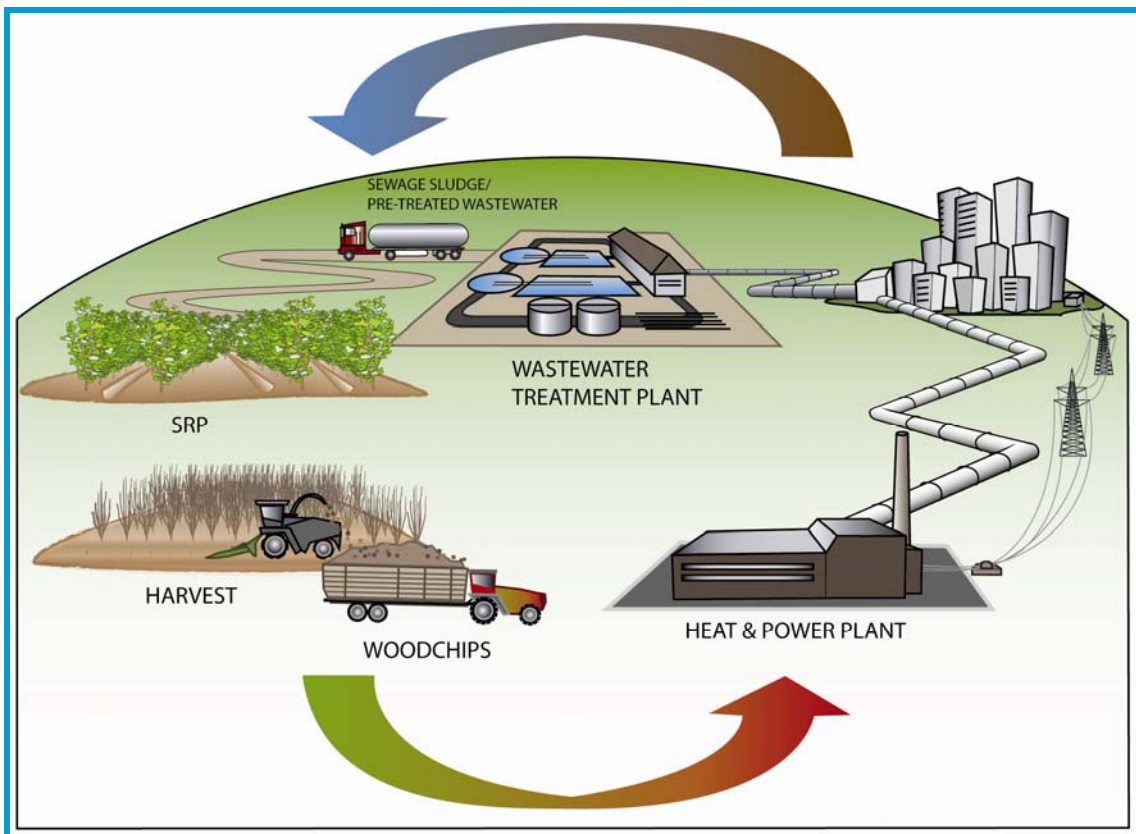 SEWAGE SLUDGE/
PRE-TREATED WASTEWATER
WASTEWATER
TREATMENT PLANT
SRP
HARVEST
WOODCHIPS
HEAT & POWER PLANT